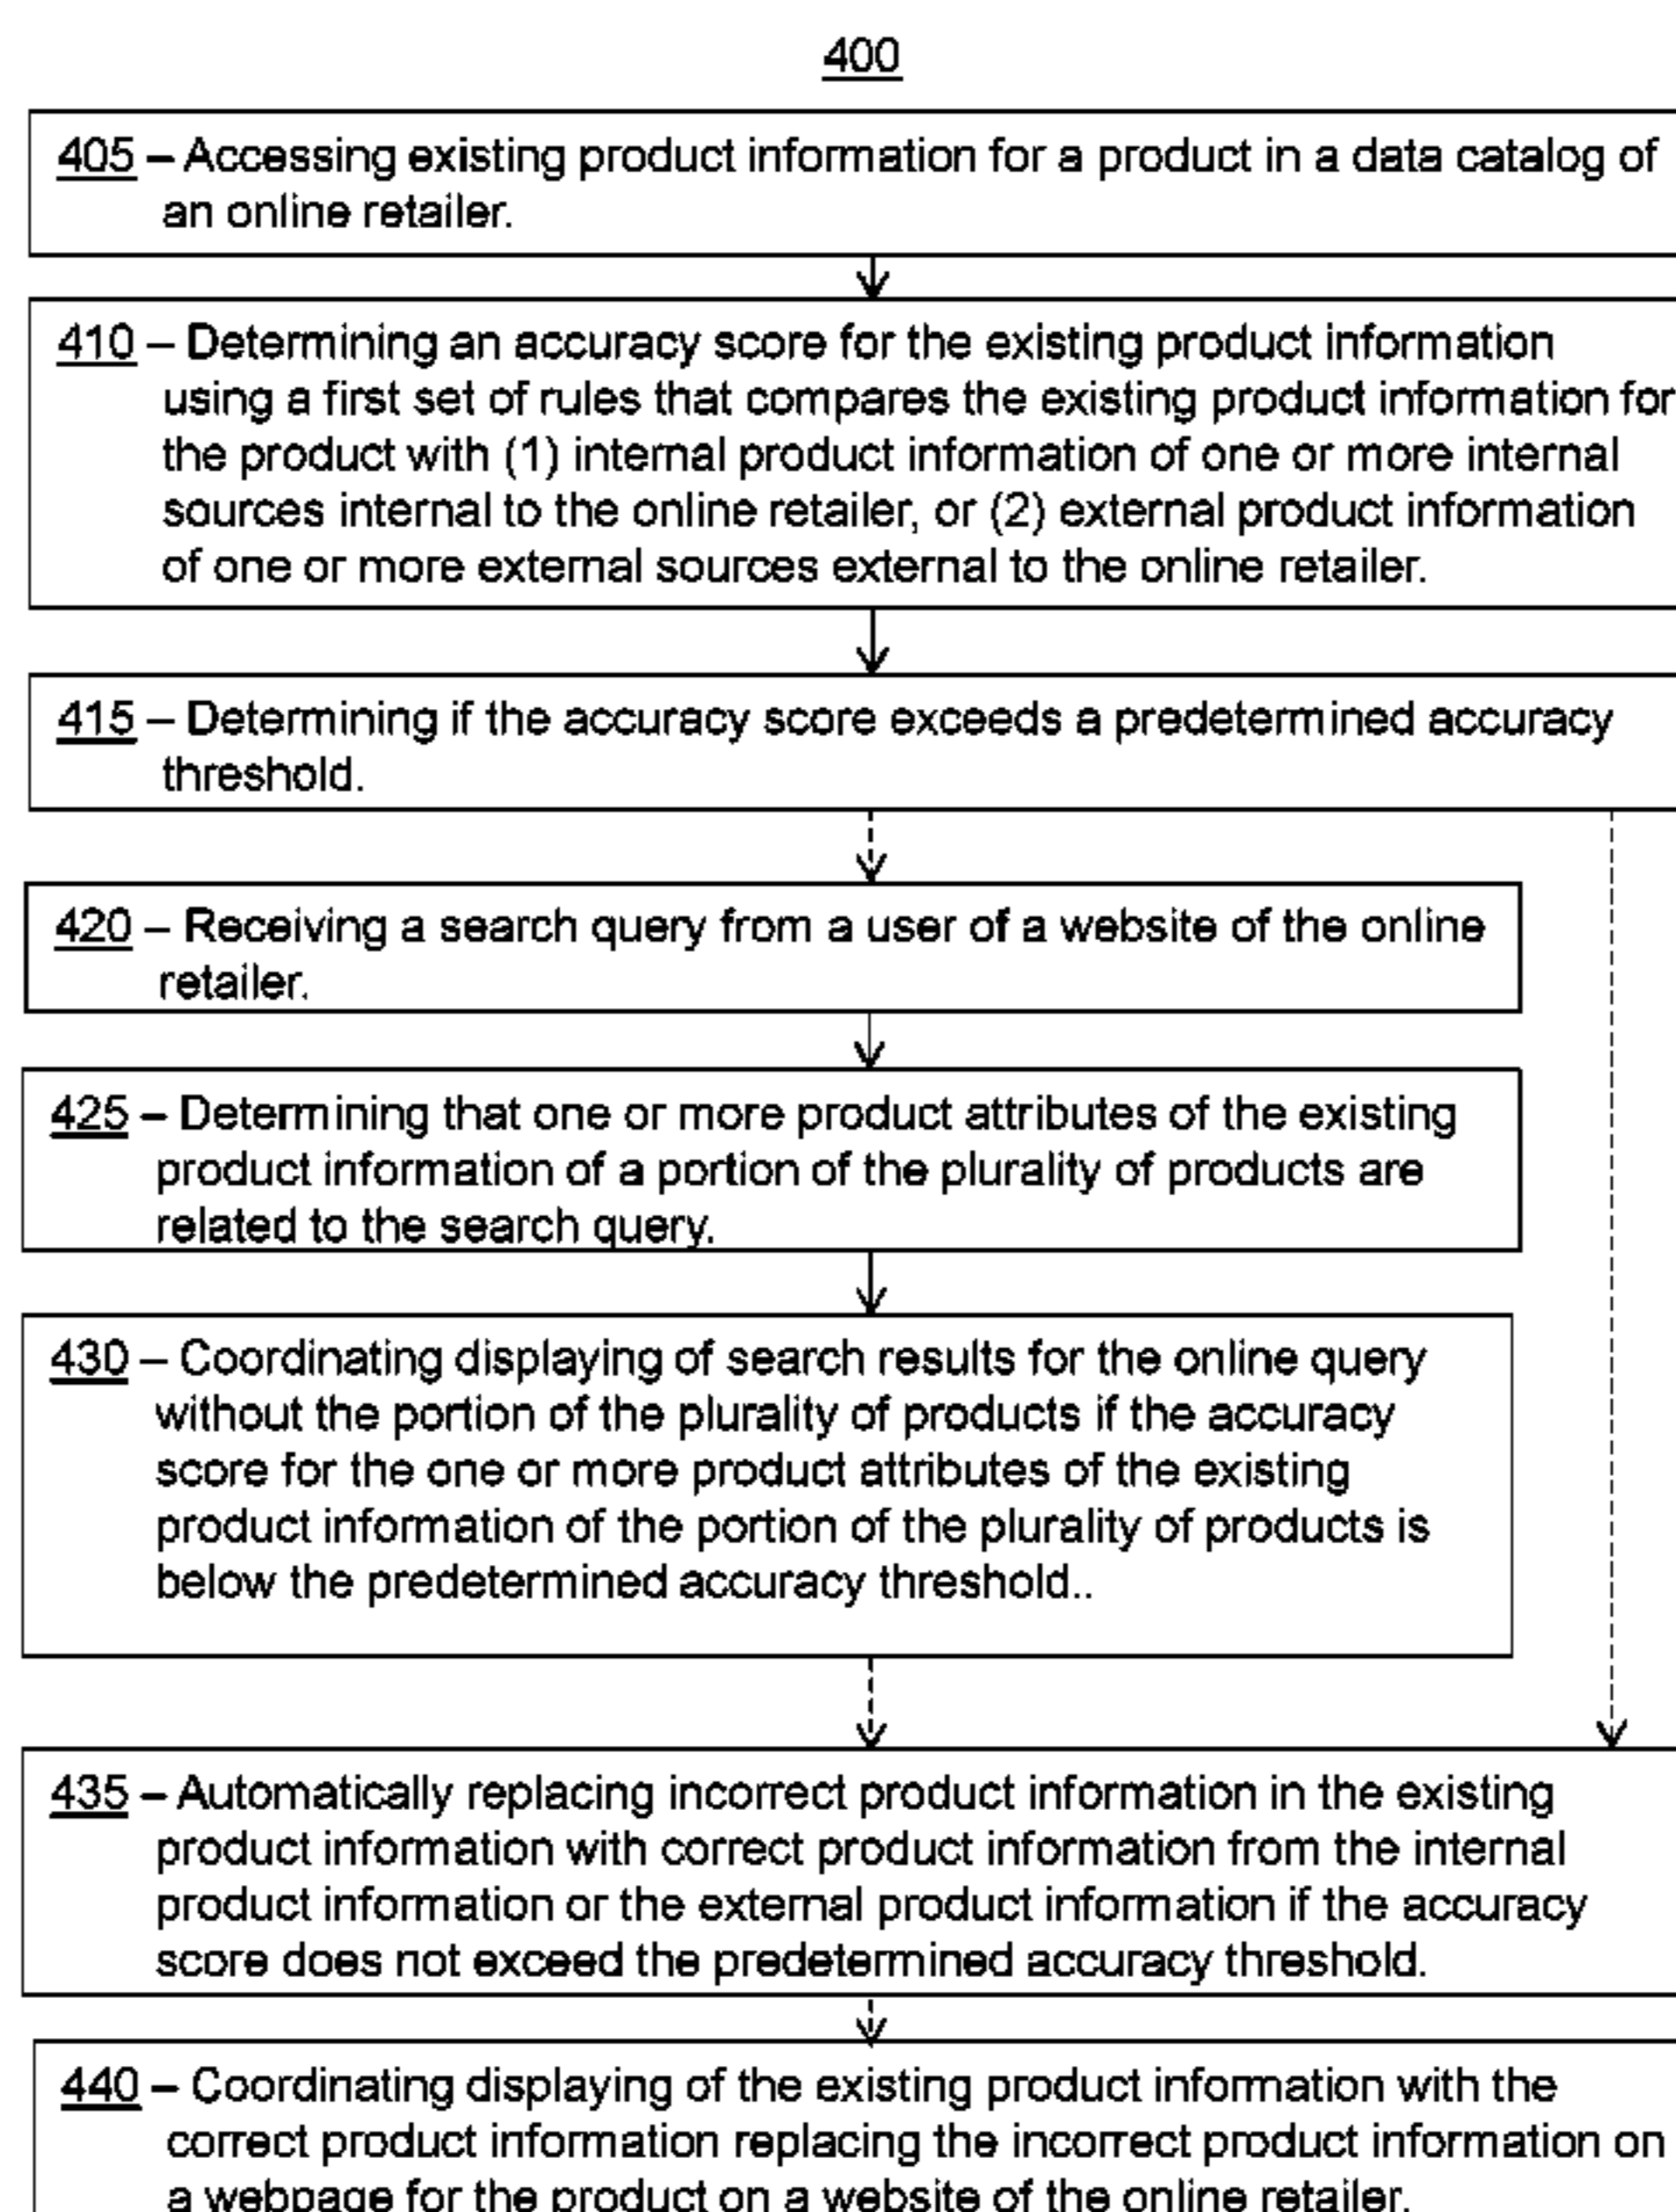 400
405 – Accessing existing product information for a product in a data catalog of
an online retailer.
410 – Determining an accuracy score for the existing product information
using a first set of rules that compares the existing product information for
the product with (1) internal product information of one or more internal
sources internal to the online retailer, or (2) external product information
of one or more external sources external to the online retailer.
415 – Determining if the accuracy score exceeds a predetermined accuracy
threshold.
420 – Receiving a search query from a user of a website of the online
retailer.
425 – Determining that one or more product attributes of the existing
product information of a portion of the plurality of products are
related to the search query.
430 – Coordinating displaying of search results for the online query
without the portion of the plurality of products if the accuracy
score for the one or more product attributes of the existing
product information of the portion of the plurality of products is
below the predetermined accuracy threshold..
435 – Automatically replacing incorrect product information in the existing
product information with correct product information from the internal
product information or the external product information if the accuracy
score does not exceed the predetermined accuracy threshold.
440 – Coordinating displaying of the existing product information with the
correct product information replacing the incorrect product information on
a webpage for the product on a website of the online retailer.